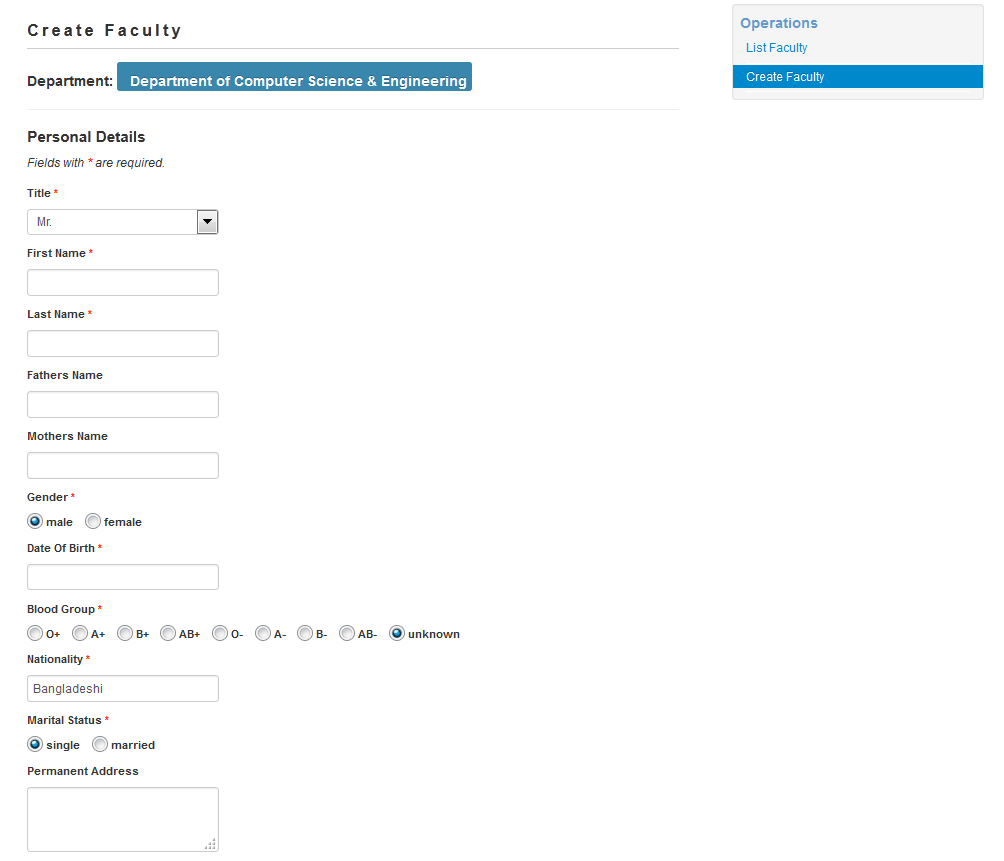 Create Faculty
Department: Department of Computer Science & Engineering
Personal Details
Fields with * are required.
Title *
Mr.
First Name *
Last Name *
Fathers Name
Mothers Name
Gender *
male female
Date Of Birth *
Blood Group *
O+ A+ B+ AB+ O- A- B- AB- unknown
Nationality *
Bangladeshi
Marital Status *
single married
Permanent Address
Operations
List Faculty
Create Faculty